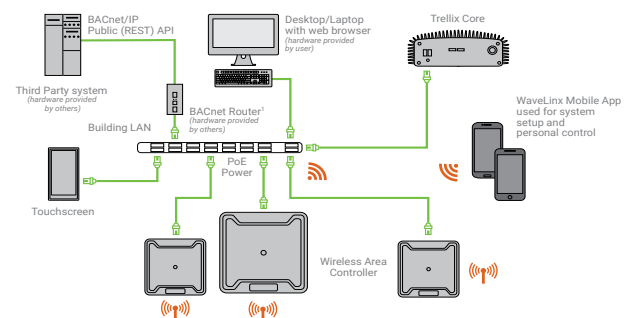 BACnet/IP
Public (REST) API
Desktop/Laptop
with web browser
(hardware provided
by user)
Trellix Core
Third Party system
(hardware provided
by others)
BACnet Router¹
(hardware provided
by others)
WaveLinx Mobile App
used for system
setup and
personal control
Building LAN
PoE
Power
Touchscreen
Wireless Area
Controller